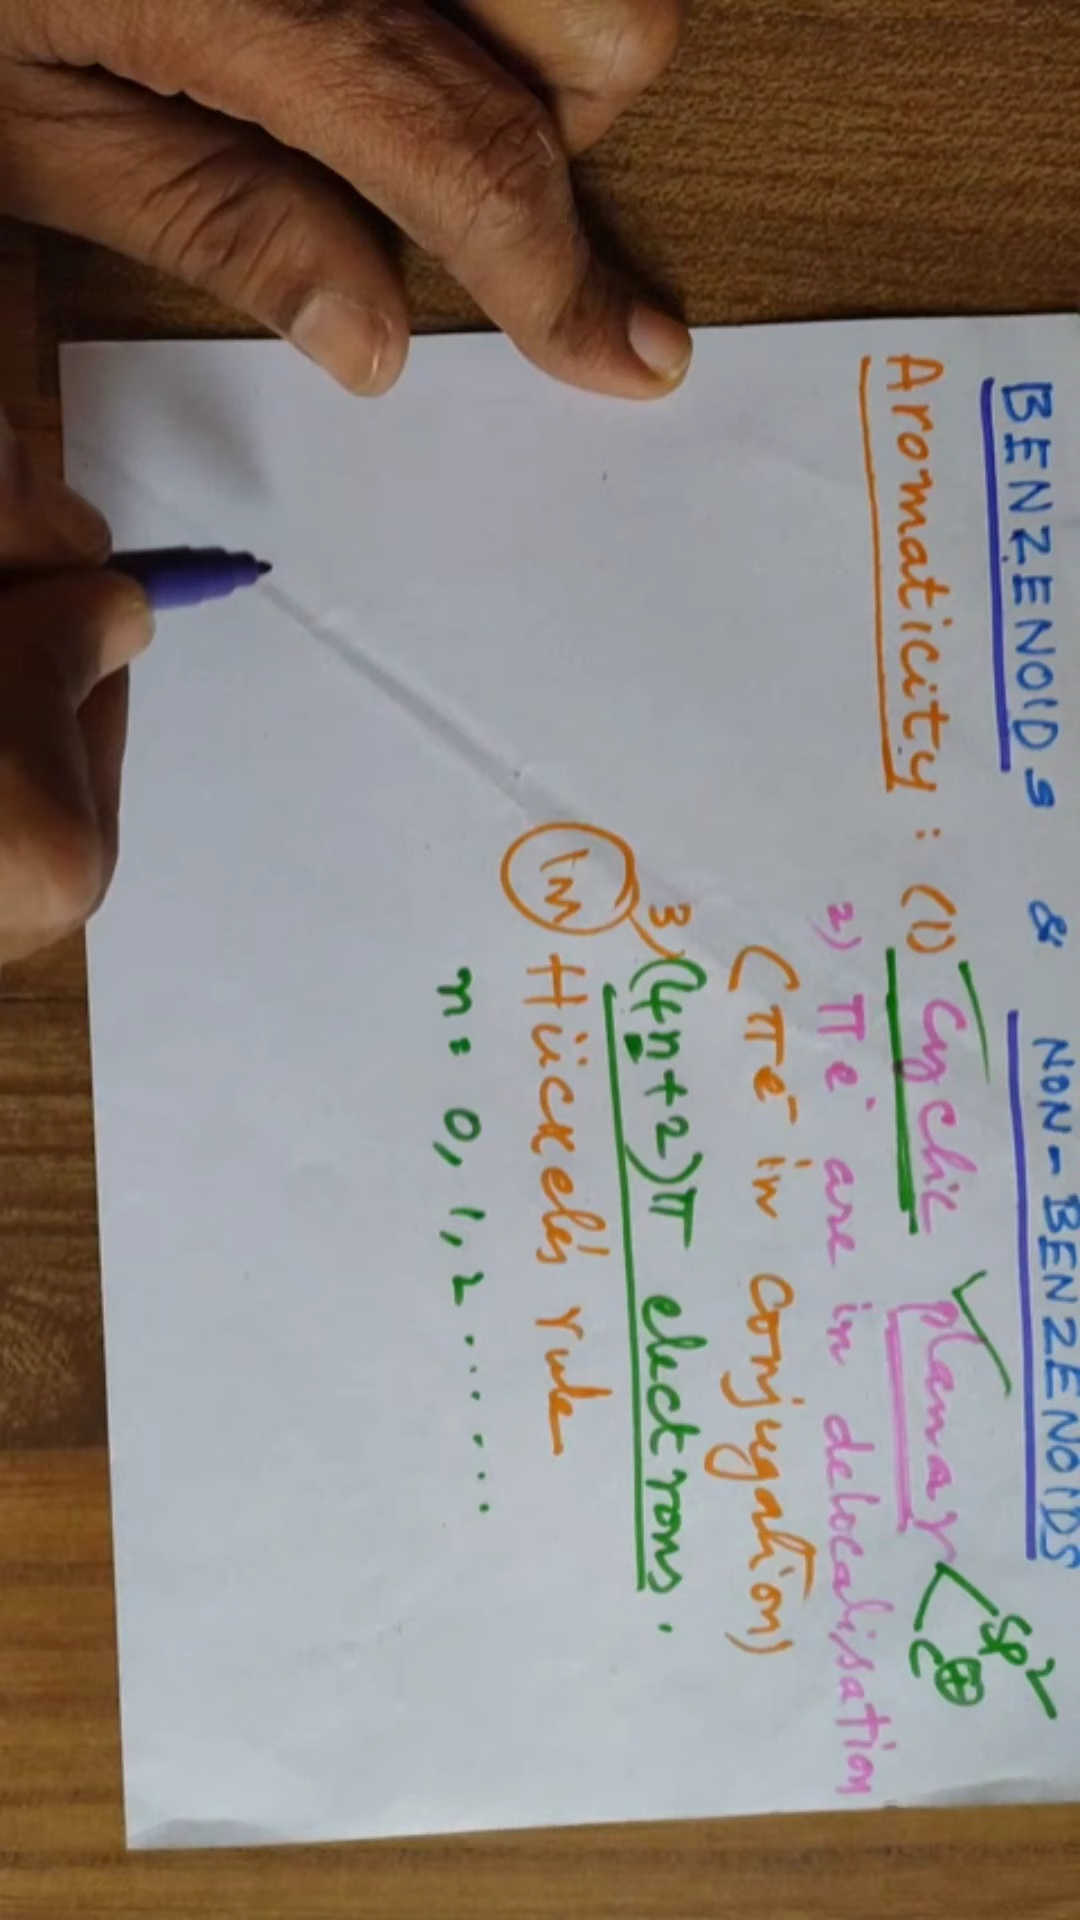 BENZENOIDS & NON-BENZENOIDS
Aromaticity : (1) Cyclic planar sp² C⊕
2) π e⁻ are in delocalisation
(πe⁻ in conjugation)
3) (4n+2)π electrons.
IM Hückel's rule
n = 0, 1, 2 ......